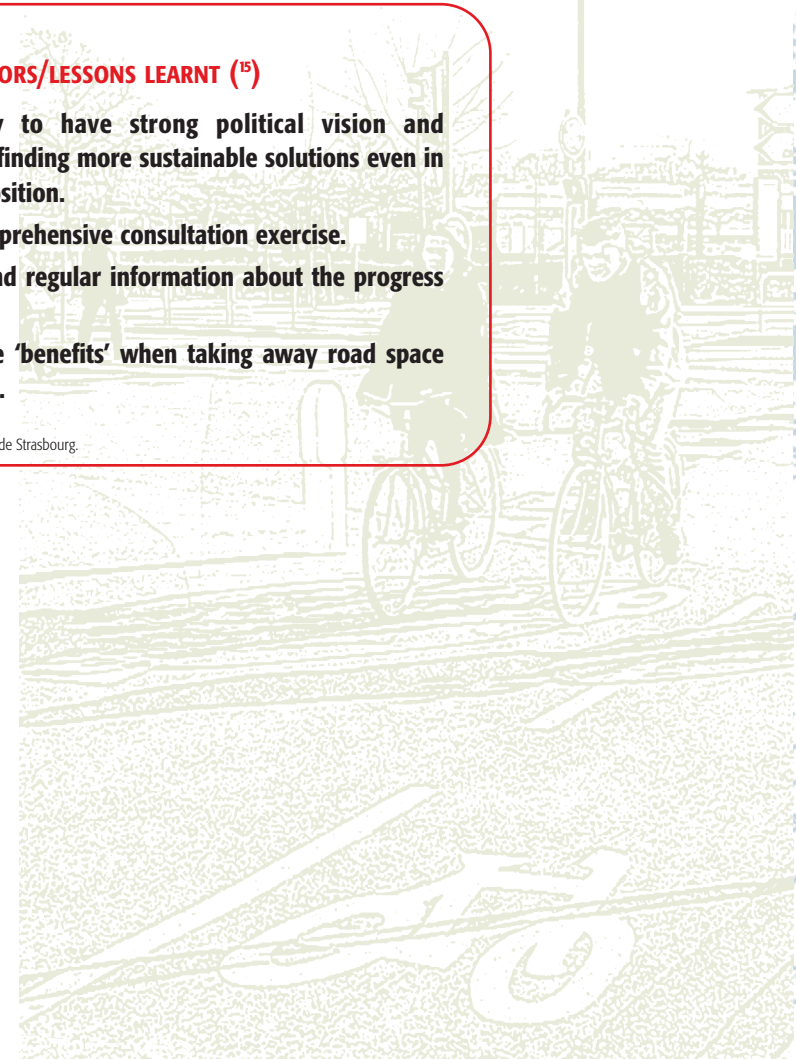 ORS/LESSONS LEARNT (15)
y to have strong political vision and
finding more sustainable solutions even in
sition.
prehensive consultation exercise.
nd regular information about the progress
e ‘benefits’ when taking away road space
.
de Strasbourg.